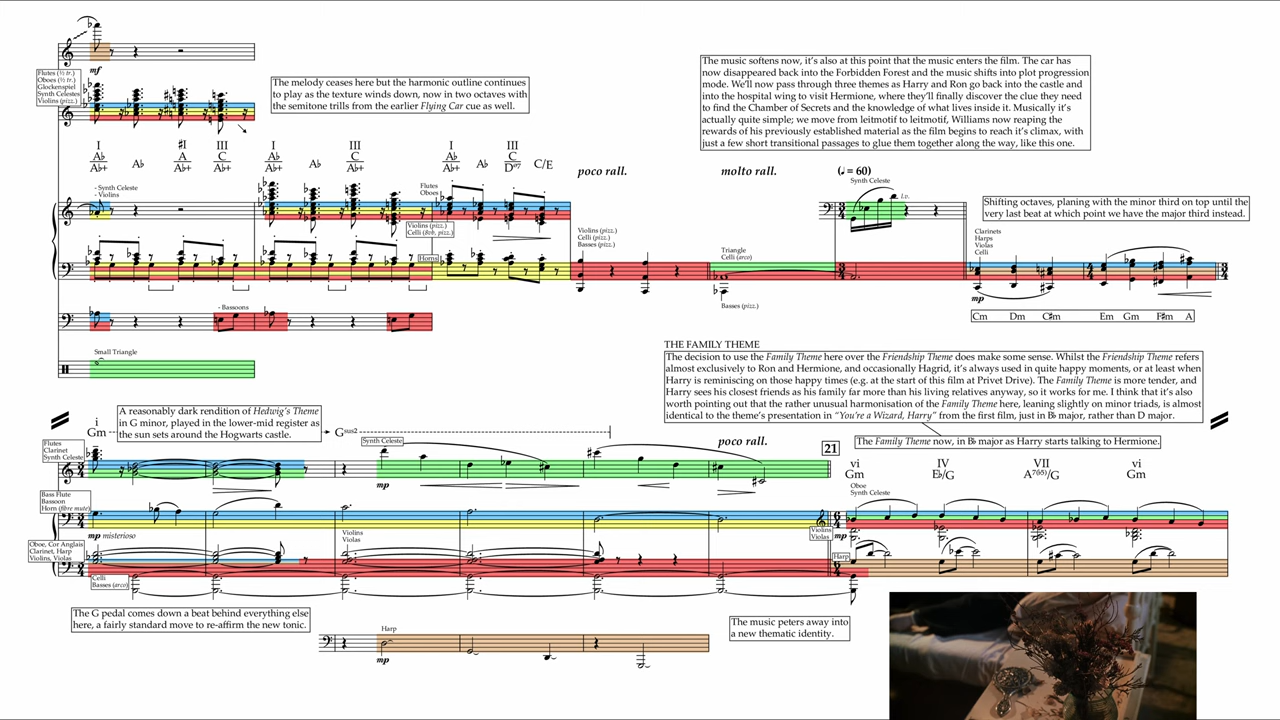 mf
Flutes (½ tr.)
Oboes (½ tr.)
Glockenspiel
Synth Celestes
Violins (pizz.)
The melody ceases here but the harmonic outline continues
to play as the texture winds down, now in two octaves with
the semitone trills from the earlier Flying Car cue as well.
The music softens now, it's also at this point that the music enters the film. The car has
now disappeared back into the Forbidden Forest and the music shifts into plot progression
mode. We'll now pass through three themes as Harry and Ron go back into the castle and
into the hospital wing to visit Hermione, where they'll finally discover the clue they need
to find the Chamber of Secrets and the knowledge of what lives inside it. Musically it's
actually quite simple; we move from leitmotif to leitmotif, Williams now reaping the
rewards of his previously established material as the film begins to reach it's climax, with
just a few short transitional passages to glue them together along the way, like this one.
I ♯I III I III I III
A♭ A♭ A C A♭ A♭ C A♭ A♭ C C/E
A♭+ A♭+ A♭+ A♭+ A♭+ A♭+ D°7
poco rall.
molto rall.
(♩ = 60)
Synth Celeste
l.v.
- Synth Celeste
- Violins
Flutes
Oboes
Violins (pizz.)
Celli (8vb, pizz.)
Horns
Violins (pizz.)
Celli (pizz.)
Basses (pizz.)
Triangle
Celli (arco)
Basses (pizz.)
Shifting octaves, planing with the minor third on top until the
very last beat at which point we have the major third instead.
Clarinets
Harps
Violas
Celli
mp
Cm Dm C♯m Em Gm F♯m A
- Bassoons
Small Triangle
THE FAMILY THEME
The decision to use the Family Theme here over the Friendship Theme does make some sense. Whilst the Friendship Theme refers
almost exclusively to Ron and Hermione, and occasionally Hagrid, it's always used in quite happy moments, or at least when
Harry is reminiscing on those happy times (e.g. at the start of this film at Privet Drive). The Family Theme is more tender, and
Harry sees his closest friends as his family far more than his living relatives anyway, so it works for me. I think that it's also
worth pointing out that the rather unusual harmonisation of the Family Theme here, leaning slightly on minor triads, is almost
identical to the theme's presentation in "You're a Wizard, Harry" from the first film, just in B♭ major, rather than D major.
A reasonably dark rendition of Hedwig's Theme
in G minor, played in the lower-mid register as
the sun sets around the Hogwarts castle.
i
Gm
Gsus2
Flutes
Clarinet
Synth Celeste
Synth Celeste
mp
poco rall.
21
The Family Theme now, in B♭ major as Harry starts talking to Hermione.
vi IV VII vi
Gm E♭/G A7(♭5)/G Gm
Oboe
Synth Celeste
Bass Flute
Bassoon
Horn (fibre mute)
mp misterioso
Violins
Violas
Violins
Violas
mp
Harp
Oboe, Cor Anglais
Clarinet, Harp
Violins, Violas
Celli
Basses (arco)
The G pedal comes down a beat behind everything else
here, a fairly standard move to re-affirm the new tonic.
Harp
mp
The music peters away into
a new thematic identity.